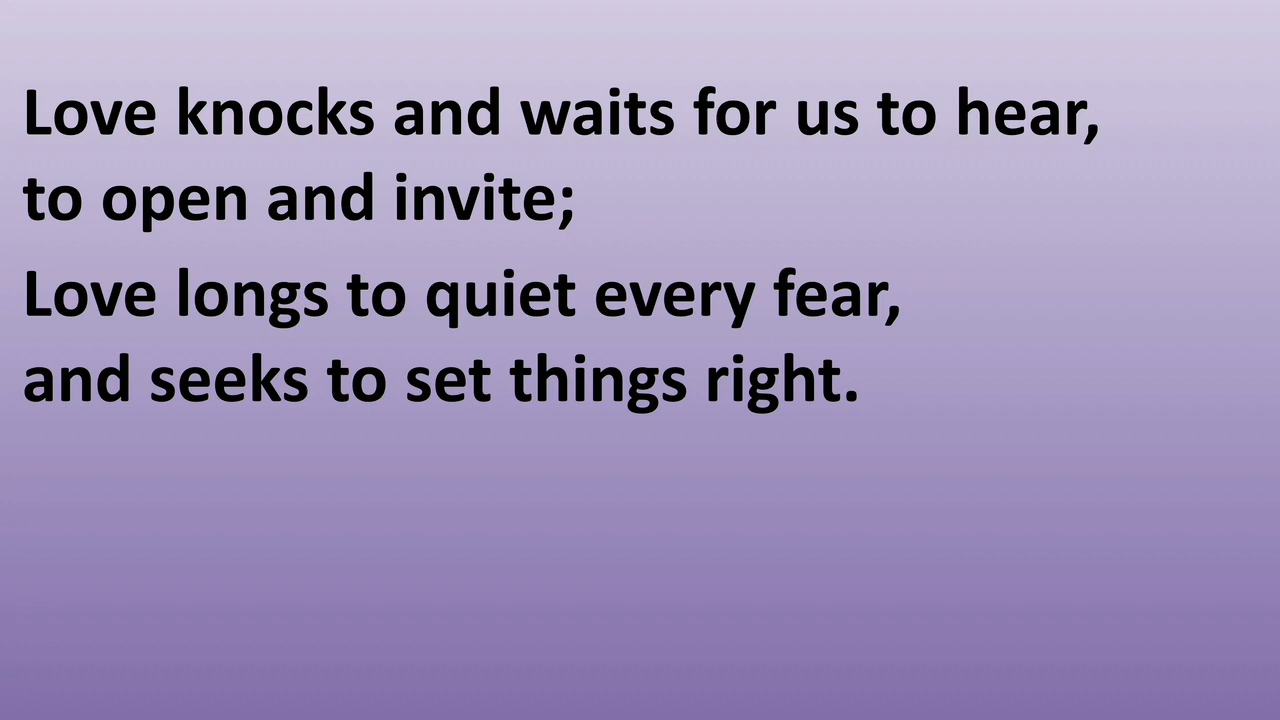 Love knocks and waits for us to hear,
to open and invite;
Love longs to quiet every fear,
and seeks to set things right.